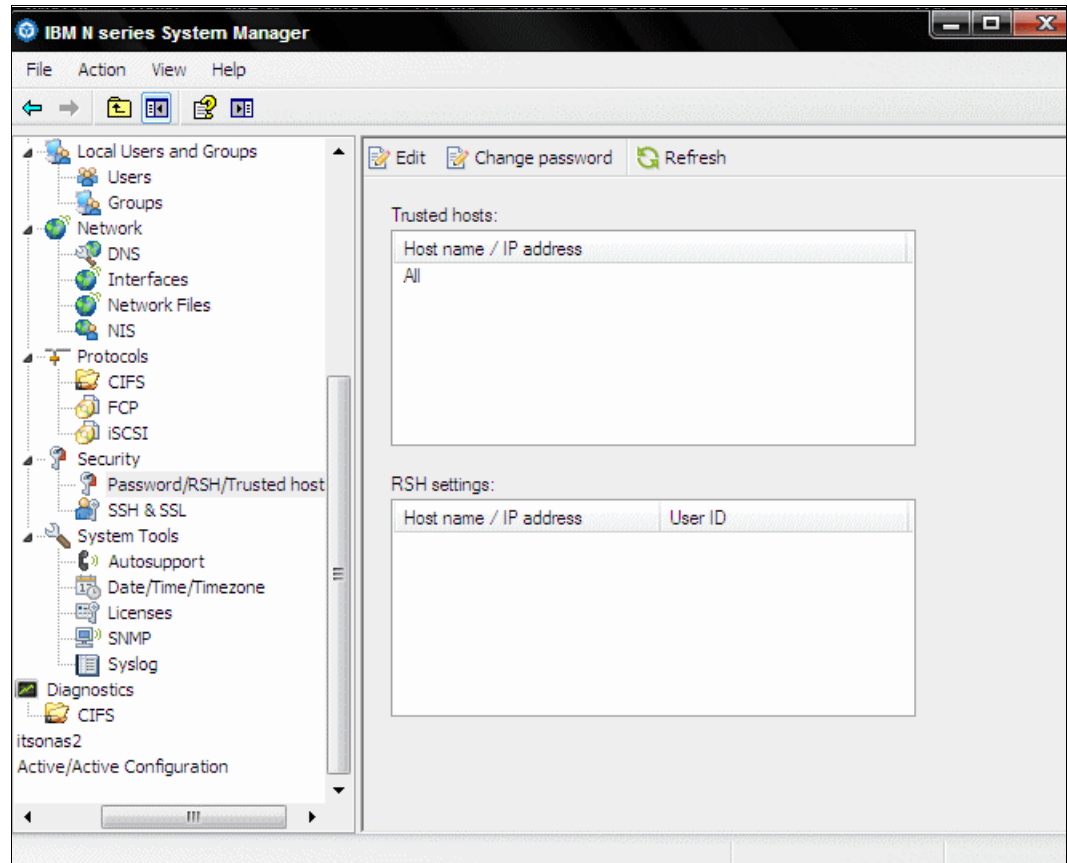 IBM N series System Manager
File Action View Help
Local Users and Groups
Users
Groups
Network
DNS
Interfaces
Network Files
NIS
Protocols
CIFS
FCP
iSCSI
Security
Password/RSH/Trusted host
SSH & SSL
System Tools
Autosupport
Date/Time/Timezone
Licenses
SNMP
Syslog
Diagnostics
CIFS
itsonas2
Active/Active Configuration
Edit Change password Refresh
Trusted hosts:
Host name / IP address
All
RSH settings:
Host name / IP address User ID